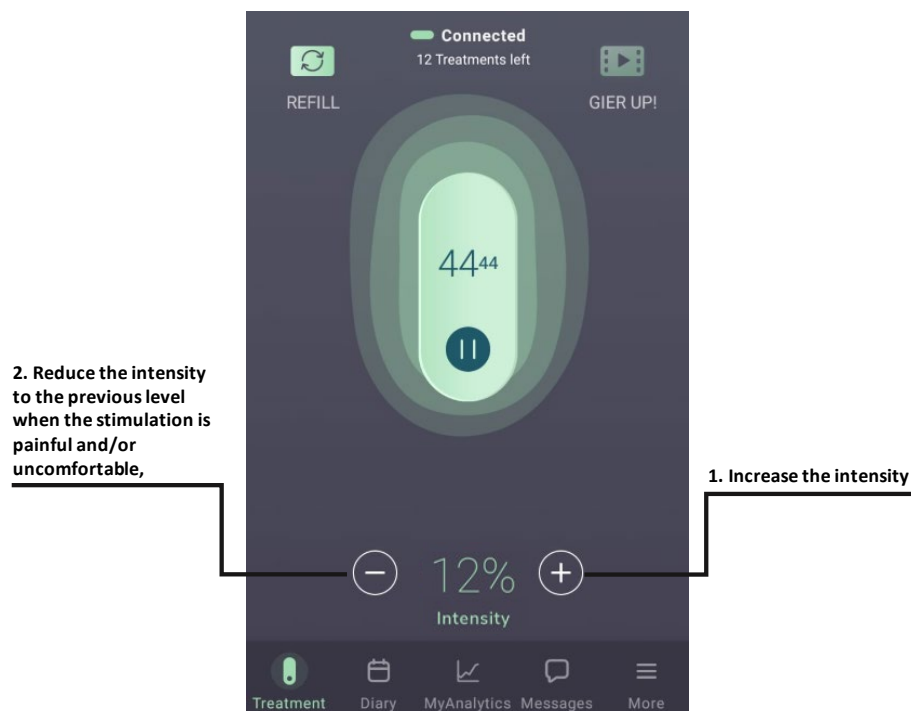 Connected
12 Treatments left
REFILL
GIER UP!
4444
2. Reduce the intensity
to the previous level
when the stimulation is
painful and/or
uncomfortable,
1. Increase the intensity
12%
Intensity
Treatment Diary MyAnalytics Messages More